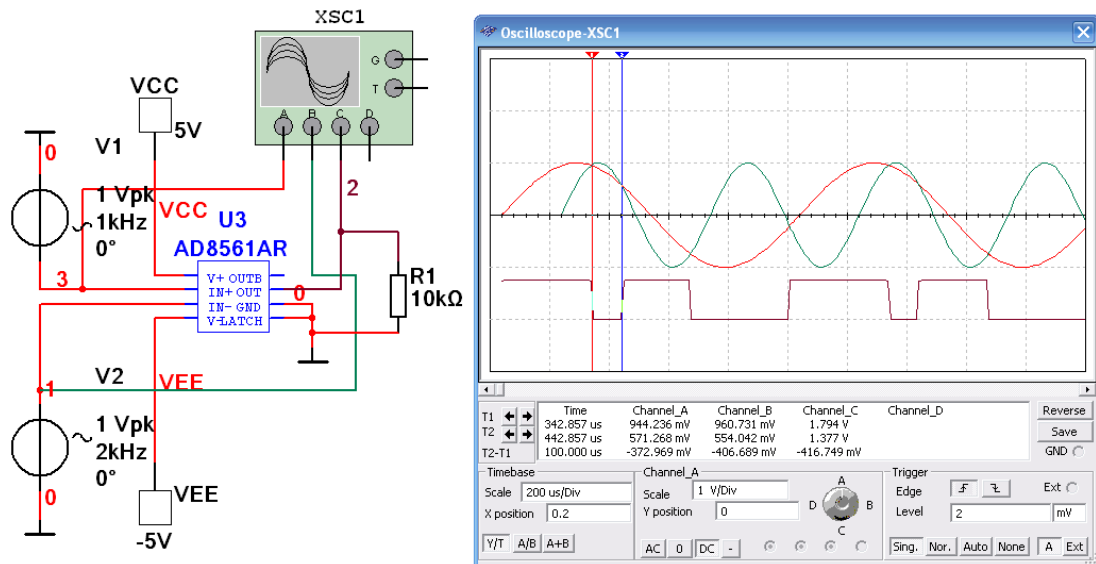 XSC1
G
T
A B C D
VCC
5V
0
V1
1 Vpk
1kHz
0°
VCC
2
U3
AD8561AR
3
V+ OUTB
IN+ OUT
IN- GND
V-LATCH
0
R1
10kΩ
1
V2
VEE
1 Vpk
2kHz
0°
0
VEE
-5V
Oscilloscope-XSC1
1 2
Time Channel_A Channel_B Channel_C Channel_D
T1 342.857 us 944.236 mV 960.731 mV 1.794 V
T2 442.857 us 571.268 mV 554.042 mV 1.377 V
T2-T1 100.000 us -372.969 mV -406.689 mV -416.749 mV
Reverse
Save
GND
Timebase
Scale 200 us/Div
X position 0.2
Y/T A/B A+B
Channel_A
Scale 1 V/Div
Y position 0
AC 0 DC -
A
D B
C
Trigger
Edge Ext
Level 2 mV
Sing. Nor. Auto None A Ext